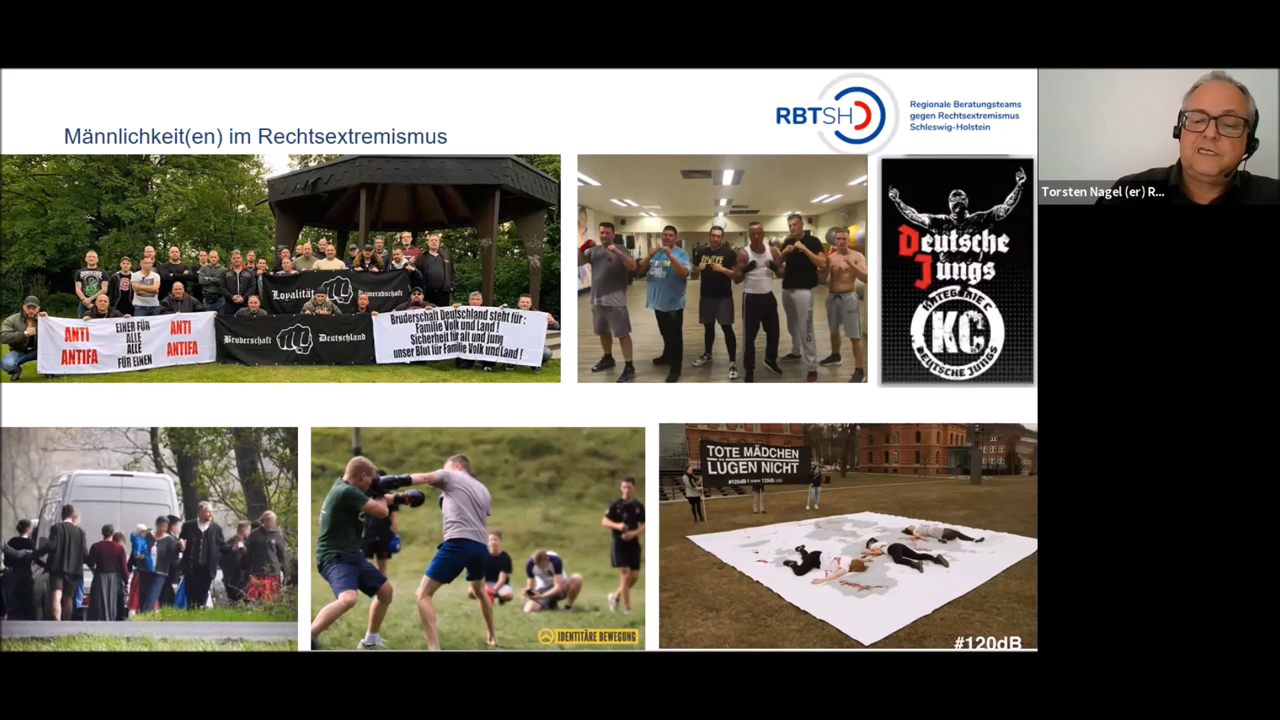 RBTSH
Regionale Beratungsteams
gegen Rechtsextremismus
Schleswig-Holstein
Männlichkeit(en) im Rechtsextremismus
Torsten Nagel (er) R...
Loyalität
Kameradschaft
ANTI
ANTIFA
EINER FÜR
ALLE
ALLE
FÜR EINEN
ANTI
ANTIFA
Bruderschaft Deutschland
Bruderschaft Deutschland steht für :
Familie Volk und Land !
Sicherheit für alt und jung
unser Blut für Familie Volk und Land !
Deutsche
Jungs
KATEGORIE C
KC
DEUTSCHE JUNGS
IDENTITÄRE BEWEGUNG
TOTE MÄDCHEN
LÜGEN NICHT
#120dB
#120dB